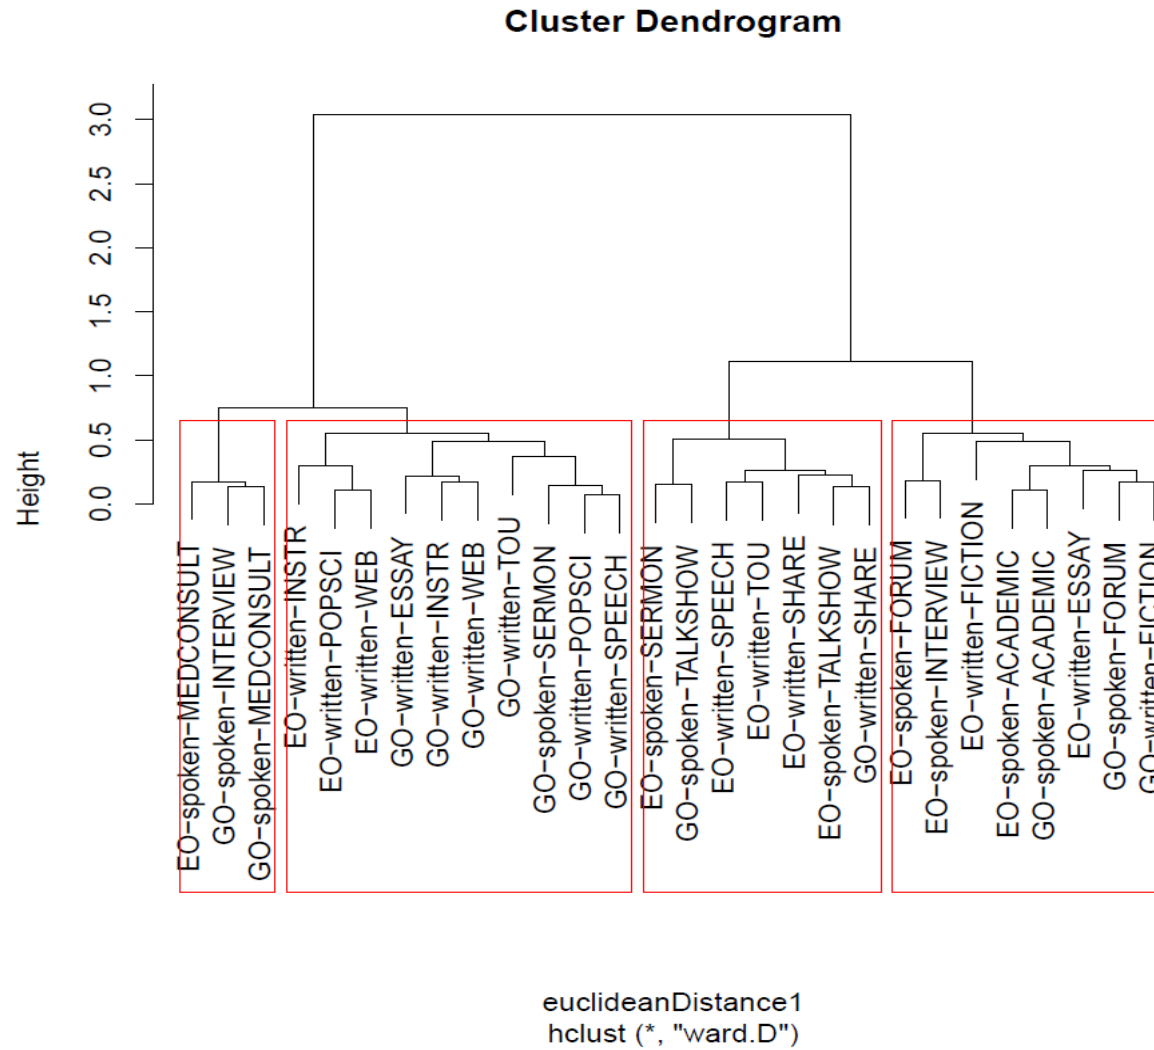 Cluster Dendrogram
Height
3.0
2.5
2.0
1.5
1.0
0.5
0.0
EO-spoken-MEDCONSULT
GO-spoken-INTERVIEW
GO-spoken-MEDCONSULT
EO-written-INSTR
EO-written-POPSCI
EO-written-WEB
GO-written-ESSAY
GO-written-INSTR
GO-written-WEB
GO-written-TOU
GO-spoken-SERMON
GO-written-POPSCI
GO-written-SPEECH
EO-spoken-SERMON
GO-spoken-TALKSHOW
EO-written-SPEECH
EO-written-TOU
EO-written-SHARE
EO-spoken-TALKSHOW
GO-written-SHARE
EO-spoken-FORUM
EO-spoken-INTERVIEW
EO-written-FICTION
EO-spoken-ACADEMIC
GO-spoken-ACADEMIC
EO-written-ESSAY
GO-spoken-FORUM
GO-written-FICTION
euclideanDistance1
hclust (*, "ward.D")